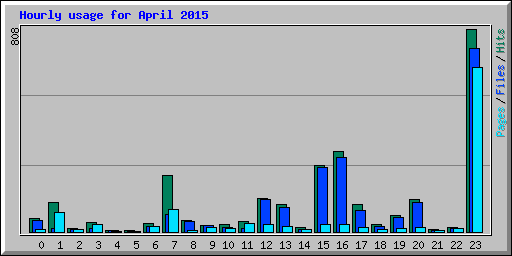 Hourly usage for April 2015
808
Pages/Files/Hits
0 1 2 3 4 5 6 7 8 9 10 11 12 13 14 15 16 17 18 19 20 21 22 23